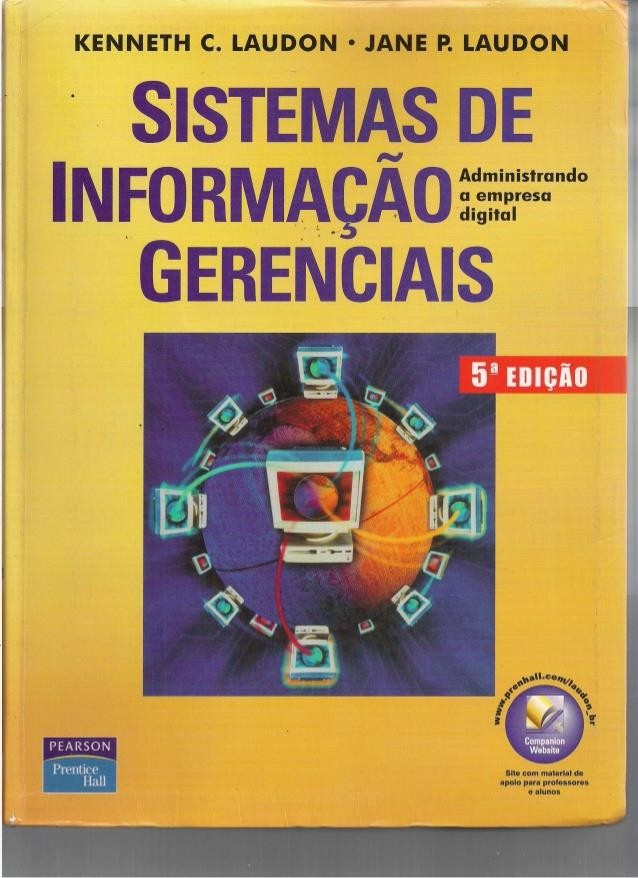 KENNETH C. LAUDON • JANE P. LAUDON
SISTEMAS DE
INFORMAÇÃO
GERENCIAIS
Administrando
a empresa
digital
5ª EDIÇÃO
www.prenhall.com/laudon_br
Companion
Website
Site com material de
apoio para professores
e alunos
PEARSON
Prentice
Hall